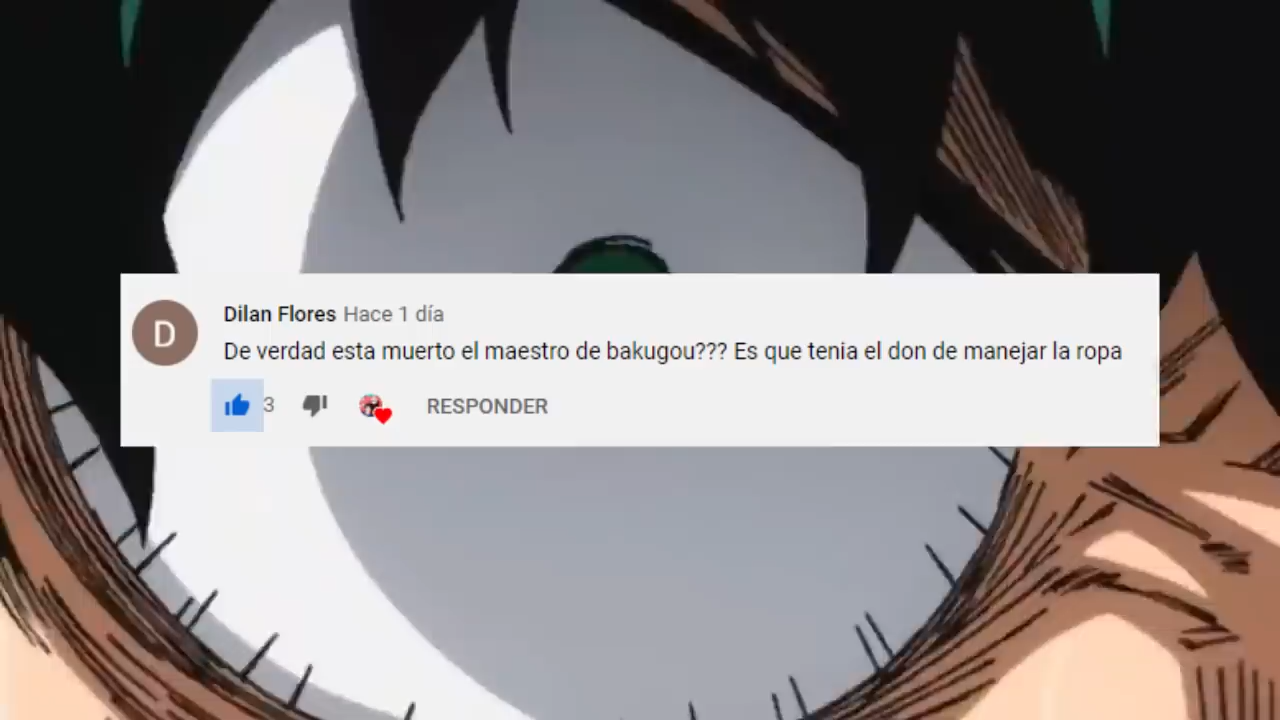 D
Dilan Flores Hace 1 día
De verdad esta muerto el maestro de bakugou??? Es que tenia el don de manejar la ropa
3
RESPONDER